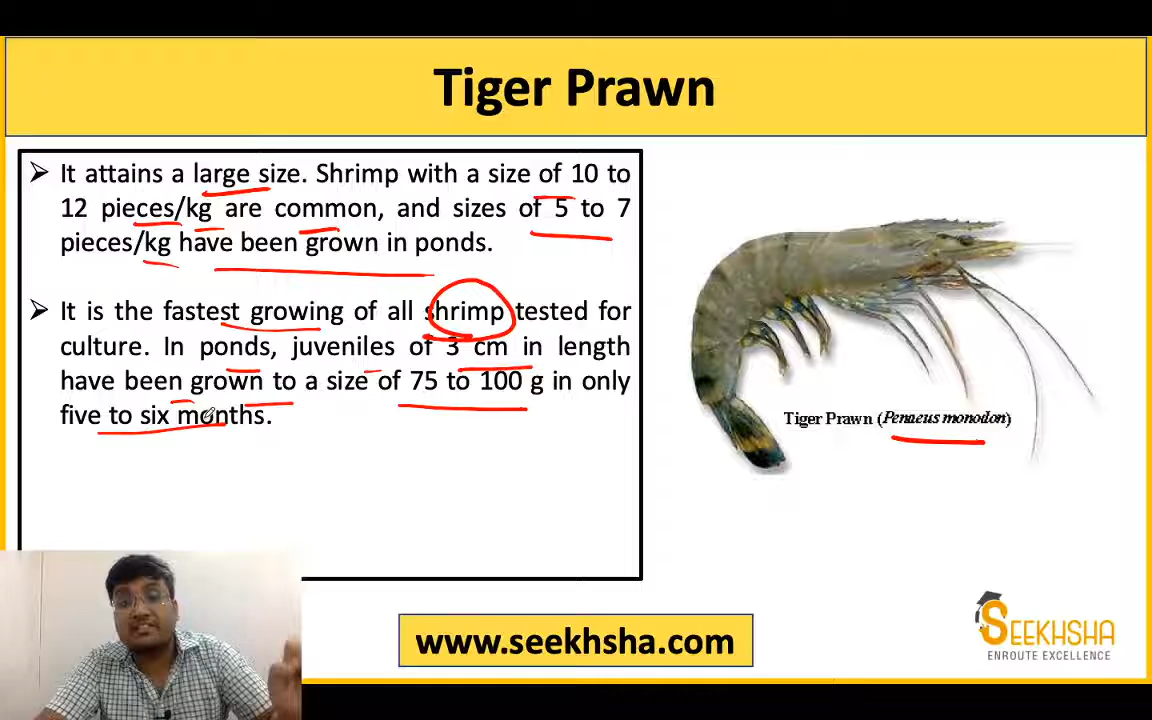 Tiger Prawn
➢ It attains a large size. Shrimp with a size of 10 to
12 pieces/kg are common, and sizes of 5 to 7
pieces/kg have been grown in ponds.
➢ It is the fastest growing of all shrimp tested for
culture. In ponds, juveniles of 3 cm in length
have been grown to a size of 75 to 100 g in only
five to six months.
Tiger Prawn (Penaeus monodon)
www.seekhsha.com
SEEKHSHA
ENROUTE EXCELLENCE